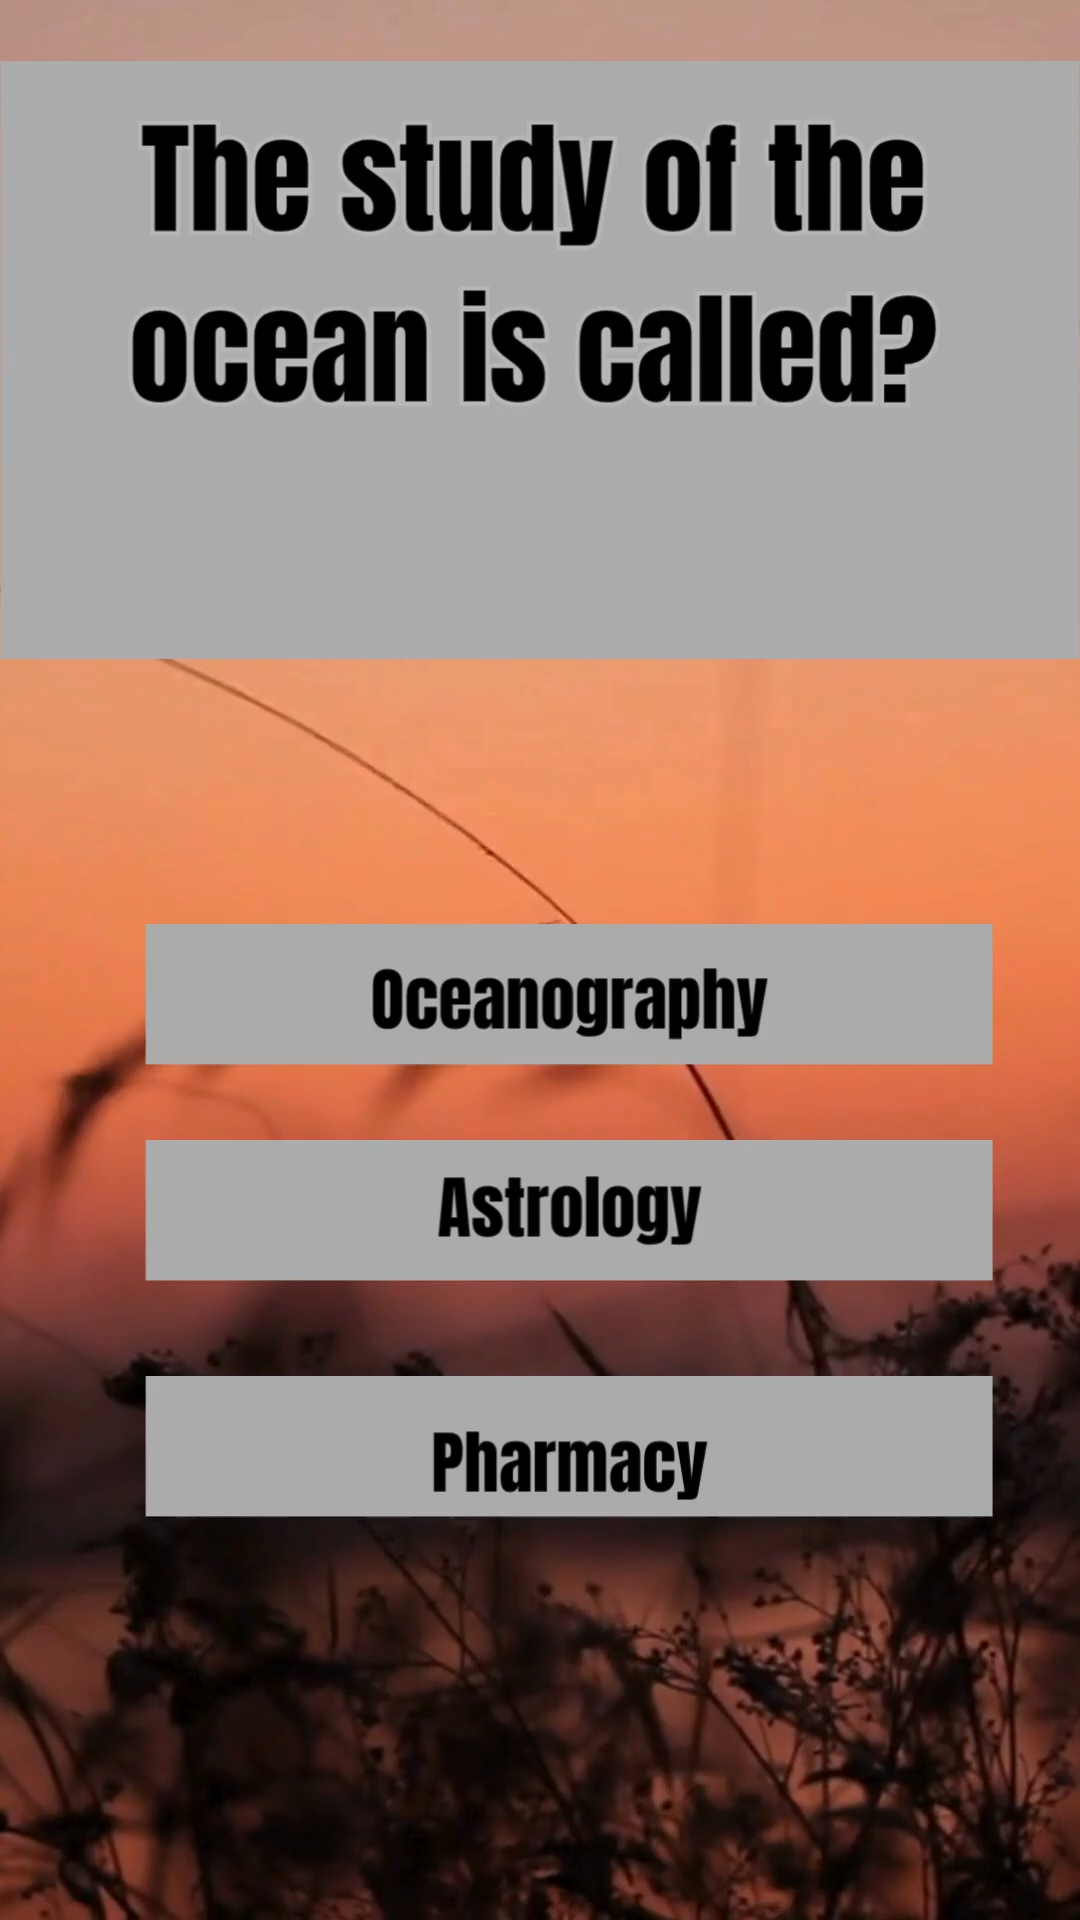 The study of the
ocean is called?
Oceanography
Astrology
Pharmacy